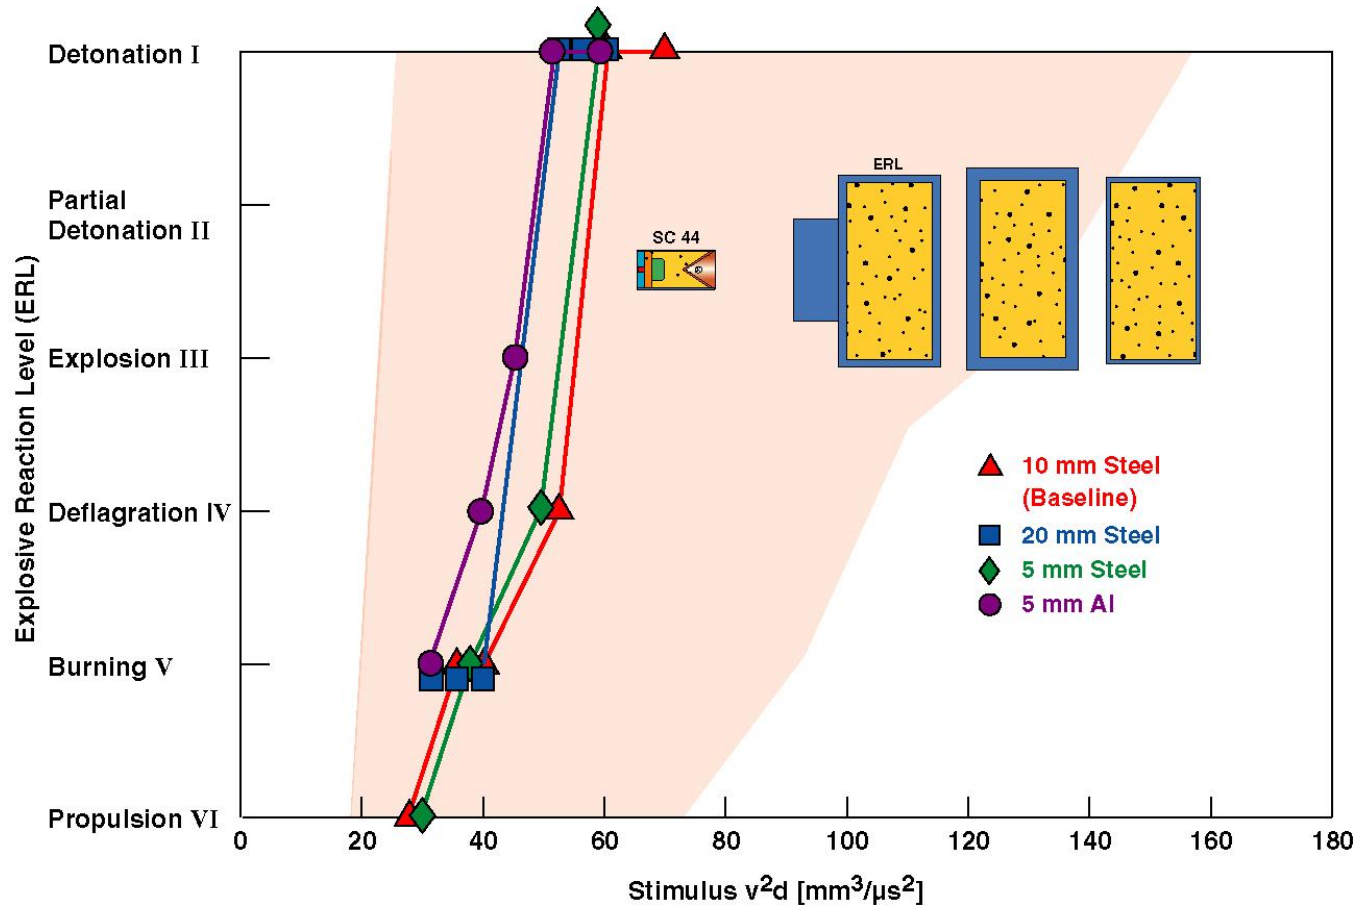 Detonation I
Partial
Detonation II
Explosion III
Deflagration IV
Burning V
Propulsion VI
Explosive Reaction Level (ERL)
ERL
SC 44
10 mm Steel
(Baseline)
20 mm Steel
5 mm Steel
5 mm Al
0 20 40 60 80 100 120 140 160 180
Stimulus v²d [mm³/µs²]